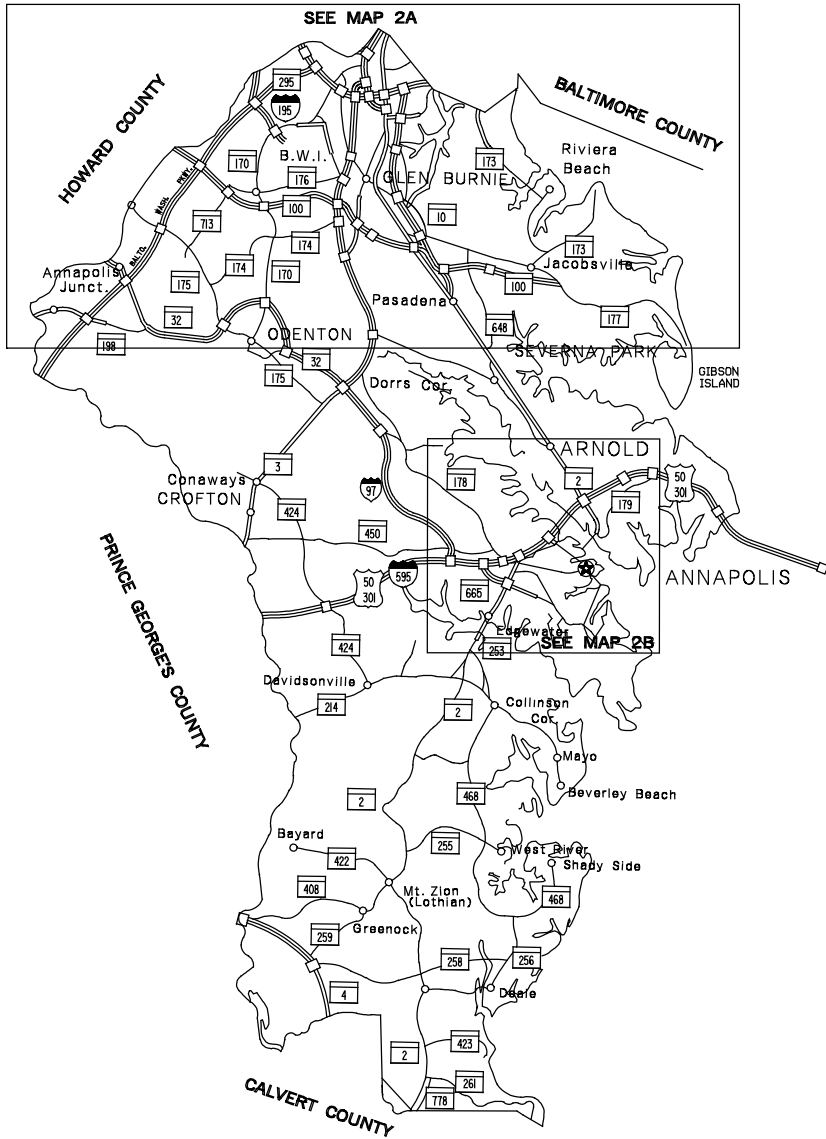 SEE MAP 2A
HOWARD COUNTY
BALTIMORE COUNTY
295
195
170
B.W.I.
176
GLEN BURNIE
173
Riviera
Beach
100
10
713
174
174
170
173
Jacobsville
BALTO.
WASH.
PKWY.
Annapolis
Junct.
175
32
Pasadena
100
177
648
198
ODENTON
32
175
SEVERNA PARK
Dorrs Cor.
GIBSON
ISLAND
ARNOLD
3
Conaways
CROFTON
424
97
178
2
179
50
301
450
PRINCE GEORGE'S COUNTY
595
50
301
665
ANNAPOLIS
Edgewater
SEE MAP 2B
424
253
Davidsonville
214
2
Collinson
Cor.
Mayo
2
468
Beverley Beach
Bayard
422
255
West River
Shady Side
408
Mt. Zion
(Lothian)
468
259
Greenock
258
256
4
Deale
2
423
261
778
CALVERT COUNTY